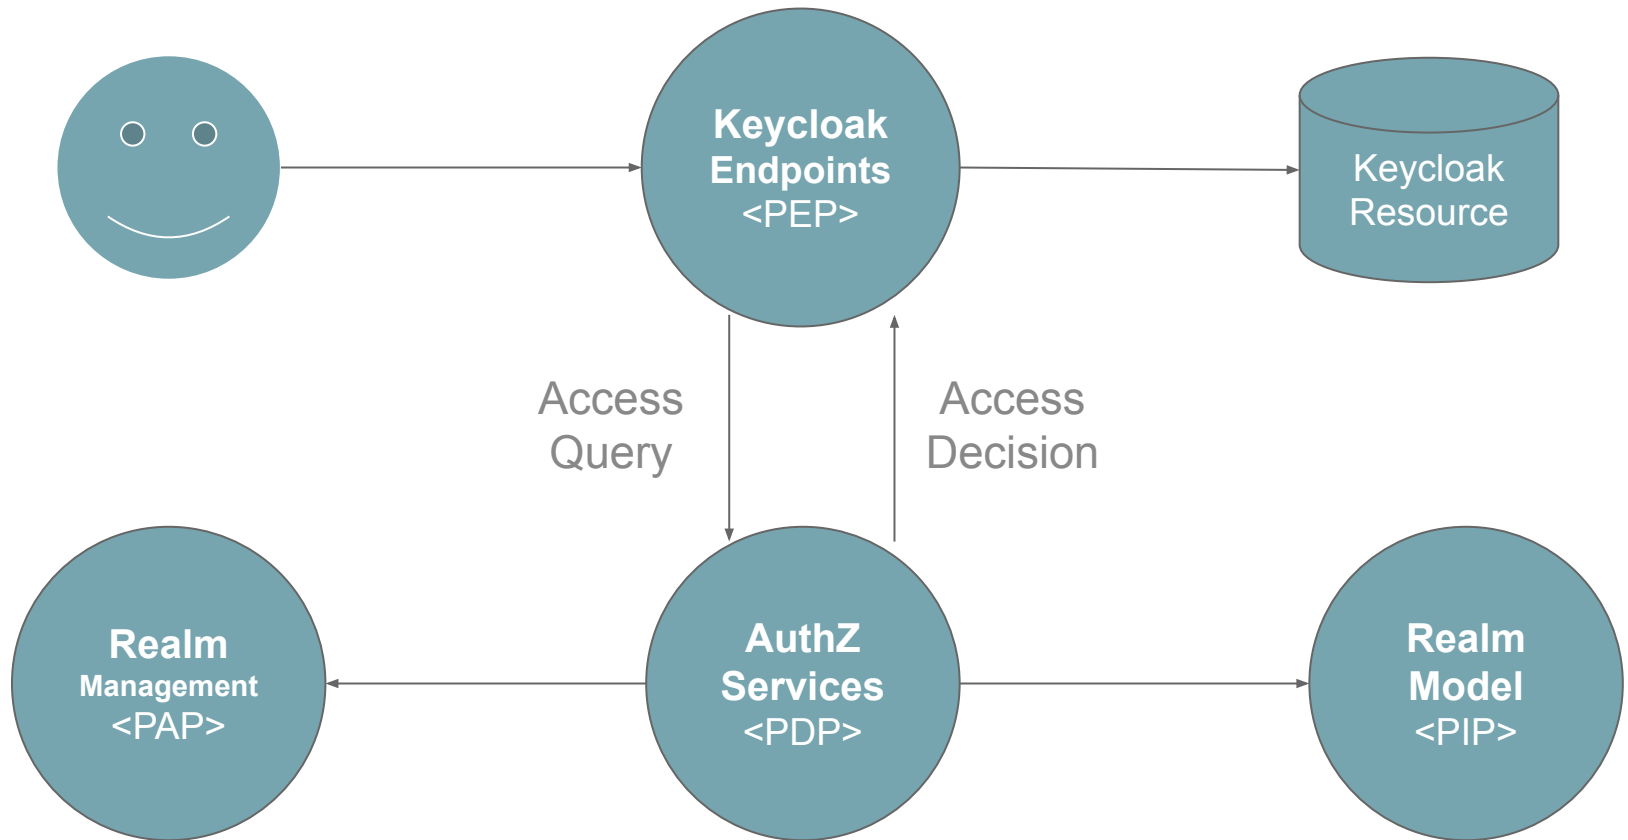 Keycloak
Endpoints
<PEP>
Keycloak
Resource
Access
Query
Access
Decision
Realm
Management
<PAP>
AuthZ
Services
<PDP>
Realm
Model
<PIP>